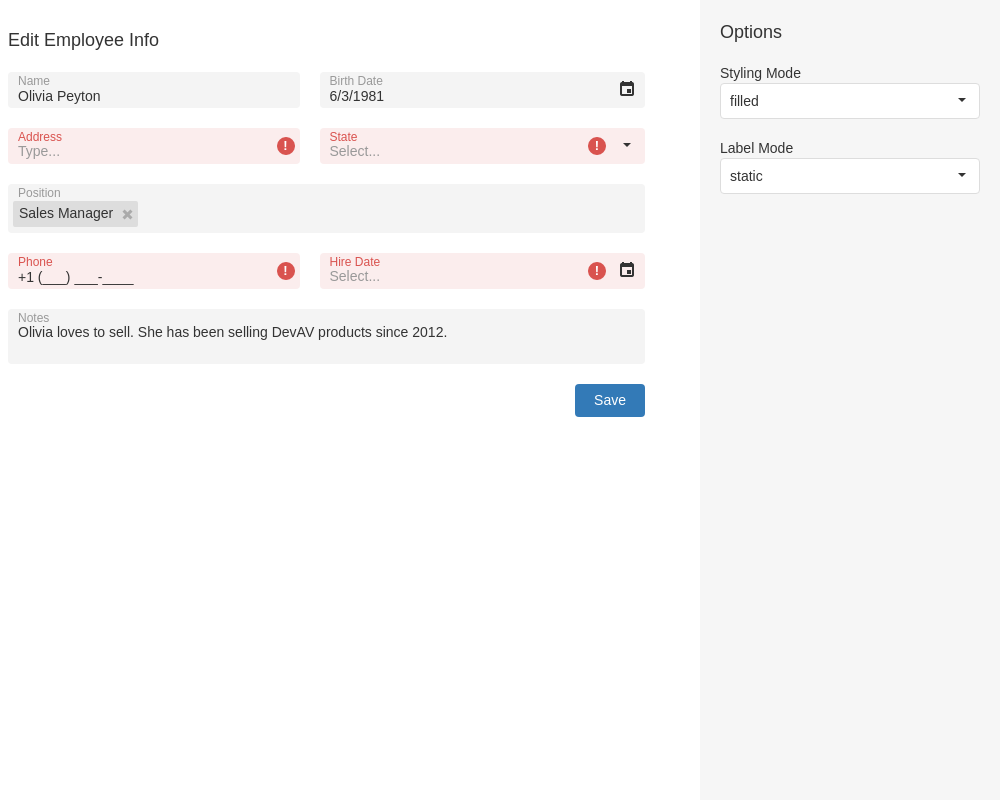 Edit Employee Info
Name
Olivia Peyton
Birth Date
6/3/1981
Address
Type...
State
Select...
Position
Sales Manager
Phone
+1 (___) ___-____
Hire Date
Select...
Notes
Olivia loves to sell. She has been selling DevAV products since 2012.
Save
Options
Styling Mode
filled
Label Mode
static